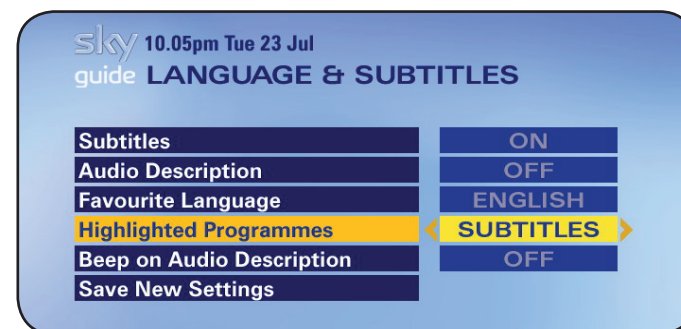 sky 10.05pm Tue 23 Jul
guide LANGUAGE & SUBTITLES
Subtitles ON
Audio Description OFF
Favourite Language ENGLISH
Highlighted Programmes SUBTITLES
Beep on Audio Description OFF
Save New Settings